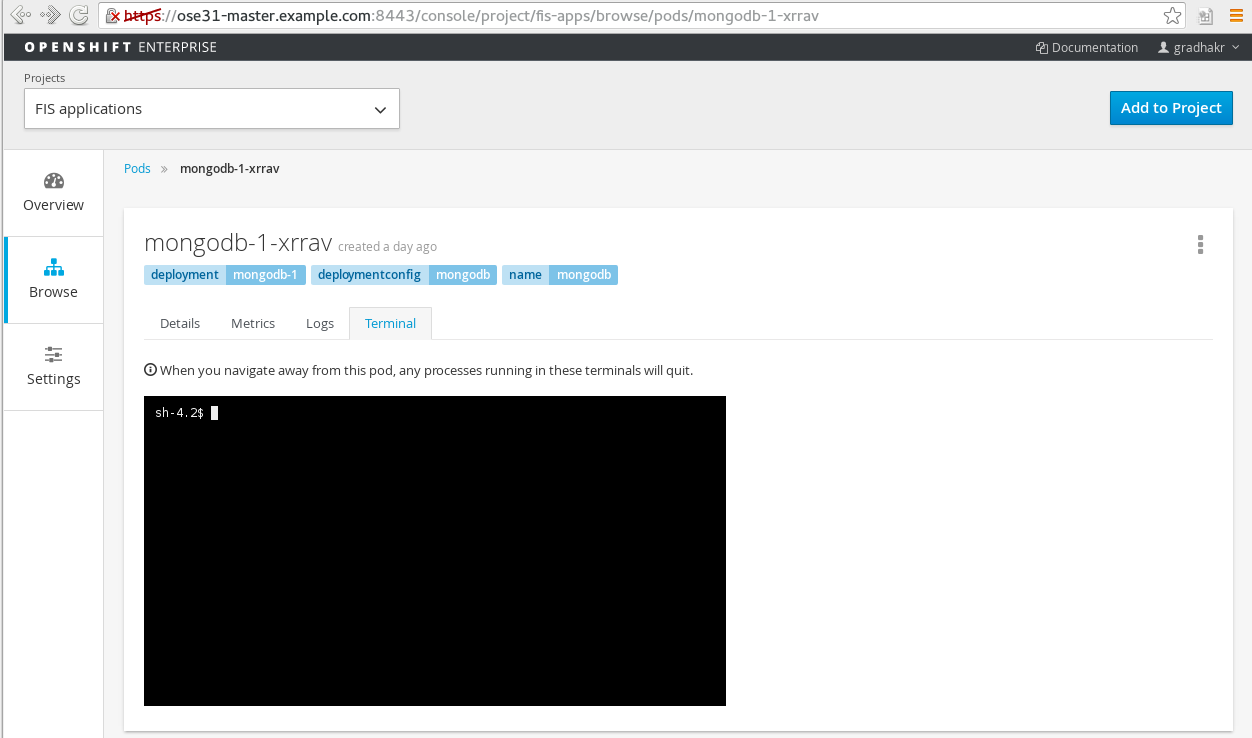 https://ose31-master.example.com:8443/console/project/fis-apps/browse/pods/mongodb-1-xrrav
OPENSHIFT ENTERPRISE
Documentation
gradhakr
Projects
FIS applications
Add to Project
Overview
Browse
Settings
Pods » mongodb-1-xrrav
mongodb-1-xrrav created a day ago
deployment mongodb-1 deploymentconfig mongodb name mongodb
Details Metrics Logs Terminal
When you navigate away from this pod, any processes running in these terminals will quit.
sh-4.2$